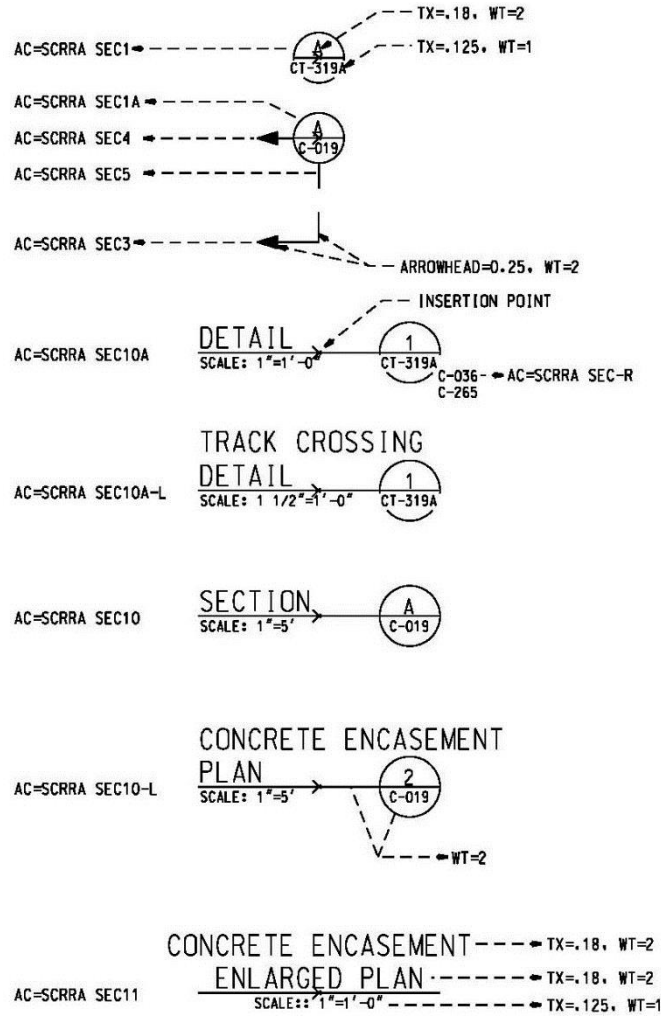 TX=.18, WT=2
AC=SCRRA SEC1
A
TX=.125, WT=1
CT-319A
AC=SCRRA SEC1A
AC=SCRRA SEC4
A
C-019
AC=SCRRA SEC5
AC=SCRRA SEC3
ARROWHEAD=0.25, WT=2
INSERTION POINT
AC=SCRRA SEC10A
DETAIL
SCALE: 1"=1'-0"
1
CT-319A
C-036
C-265
AC=SCRRA SEC-R
TRACK CROSSING
DETAIL
AC=SCRRA SEC10A-L
SCALE: 1 1/2"=1'-0"
1
CT-319A
AC=SCRRA SEC10
SECTION
SCALE: 1"=5'
A
C-019
CONCRETE ENCASEMENT
PLAN
AC=SCRRA SEC10-L
SCALE: 1"=5'
2
C-019
WT=2
CONCRETE ENCASEMENT
TX=.18, WT=2
ENLARGED PLAN
TX=.18, WT=2
AC=SCRRA SEC11
SCALE:: 1"=1'-0"
TX=.125, WT=1